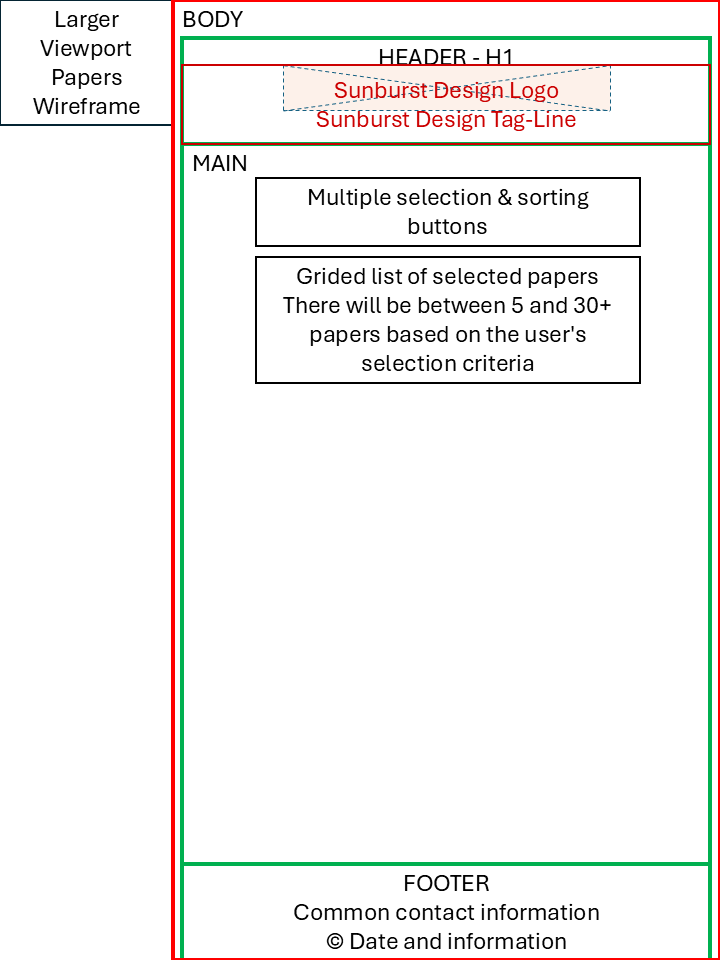 Larger
Viewport
Papers
Wireframe
BODY
HEADER - H1
Sunburst Design Logo
Sunburst Design Tag-Line
MAIN
Multiple selection & sorting
buttons
Grided list of selected papers
There will be between 5 and 30+
papers based on the user's
selection criteria
FOOTER
Common contact information
© Date and information